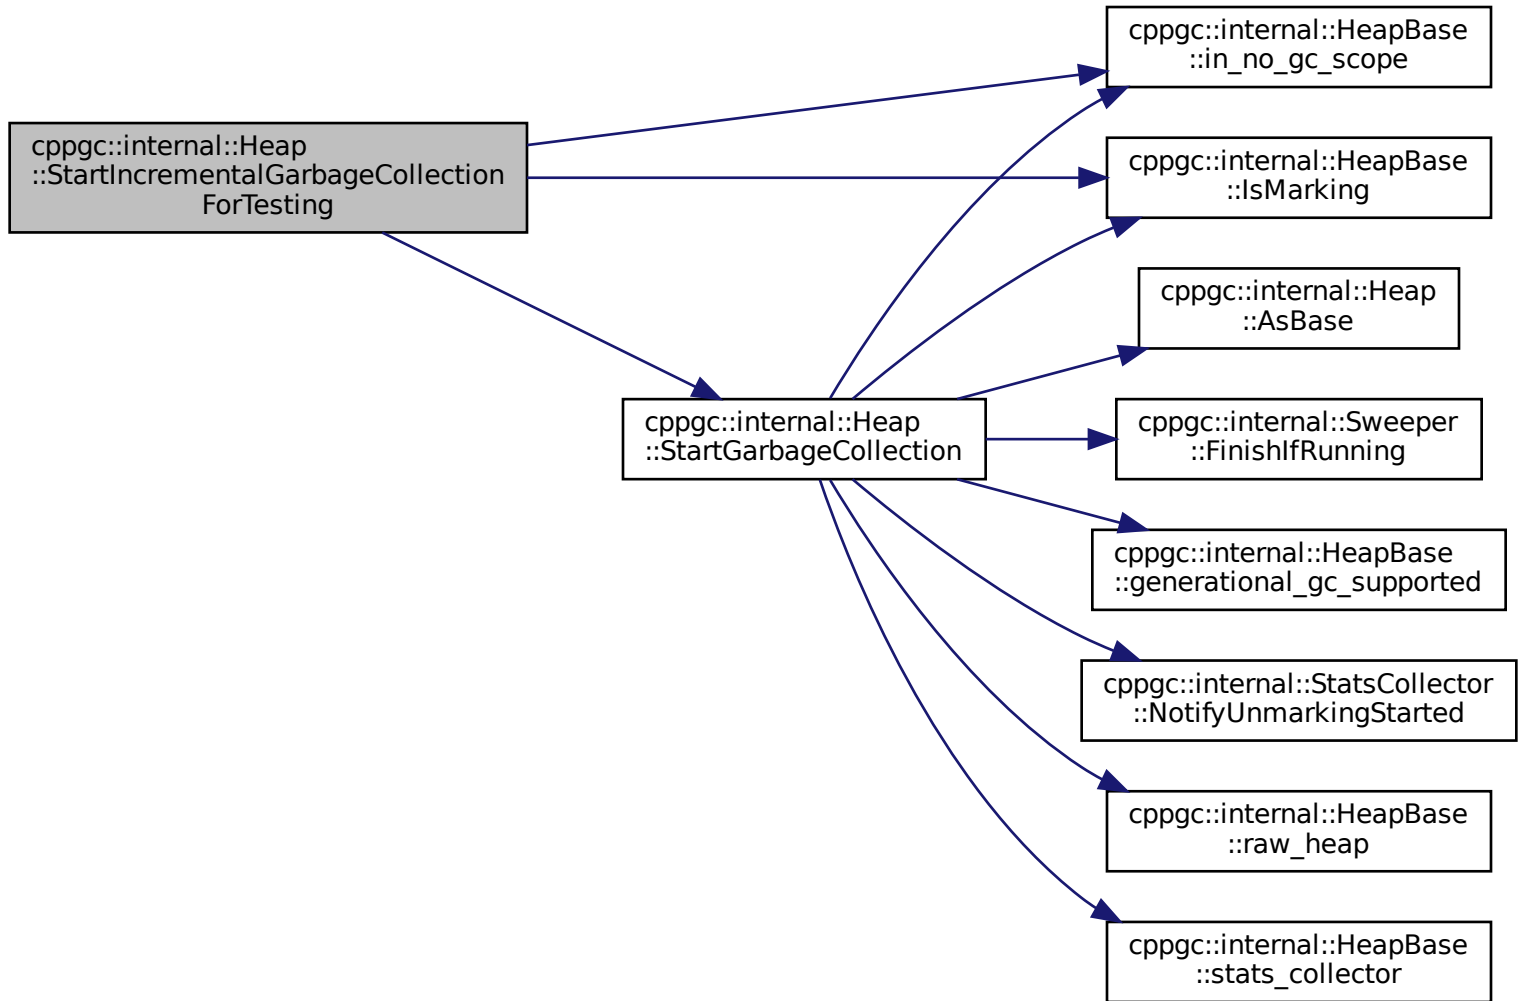 cppgc::internal::Heap
::StartIncrementalGarbageCollection
ForTesting
cppgc::internal::HeapBase
::in_no_gc_scope
cppgc::internal::HeapBase
::IsMarking
cppgc::internal::Heap
::StartGarbageCollection
cppgc::internal::Heap
::AsBase
cppgc::internal::Sweeper
::FinishIfRunning
cppgc::internal::HeapBase
::generational_gc_supported
cppgc::internal::StatsCollector
::NotifyUnmarkingStarted
cppgc::internal::HeapBase
::raw_heap
cppgc::internal::HeapBase
::stats_collector